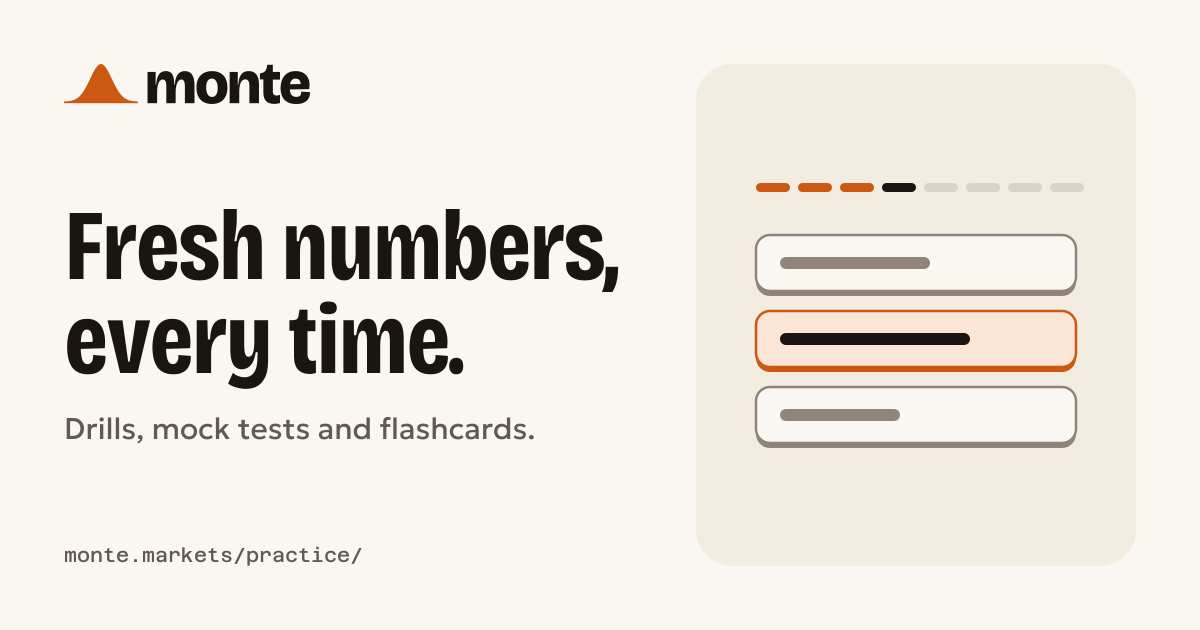 monte
Fresh numbers,
every time.
Drills, mock tests and flashcards.
monte.markets/practice/